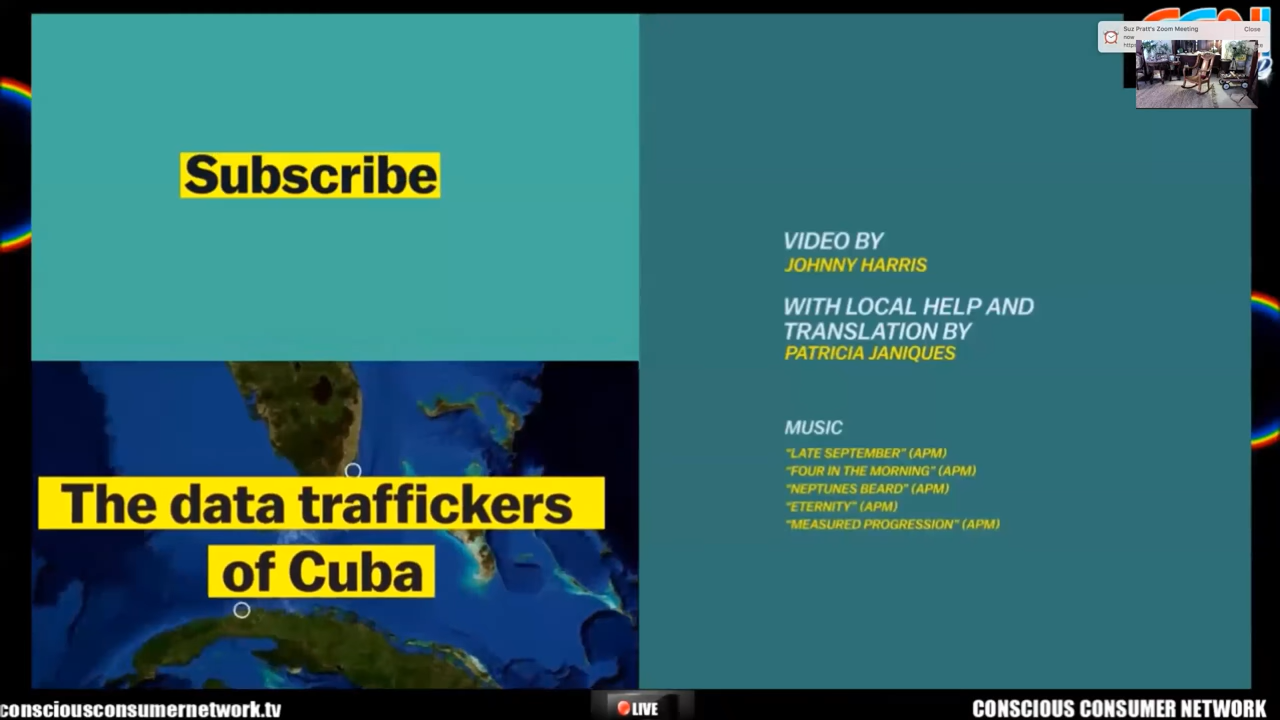 Suz Pratt's Zoom Meeting
Close
now
Subscribe
VIDEO BY
JOHNNY HARRIS
WITH LOCAL HELP AND
TRANSLATION BY
PATRICIA JANIQUES
MUSIC
“LATE SEPTEMBER” (APM)
“FOUR IN THE MORNING” (APM)
“NEPTUNES BEARD” (APM)
“ETERNITY” (APM)
“MEASURED PROGRESSION” (APM)
The data traffickers
of Cuba
consciousconsumernetwork.tv
LIVE
CONSCIOUS CONSUMER NETWORK